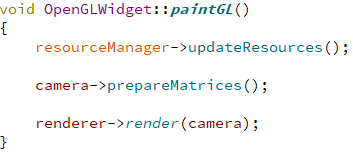 void OpenGLWidget::paintGL()
{
    resourceManager->updateResources();

    camera->prepareMatrices();

    renderer->render(camera);
}